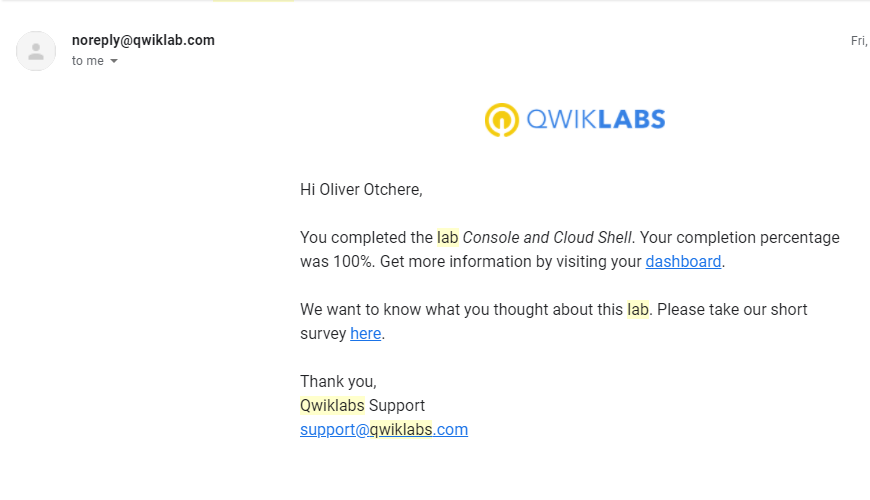 noreply@qwiklab.com
Fri,
to me
QWIKLABS
Hi Oliver Otchere,
You completed the lab Console and Cloud Shell. Your completion percentage
was 100%. Get more information by visiting your dashboard.
We want to know what you thought about this lab. Please take our short
survey here.
Thank you,
Qwiklabs Support
support@qwiklabs.com